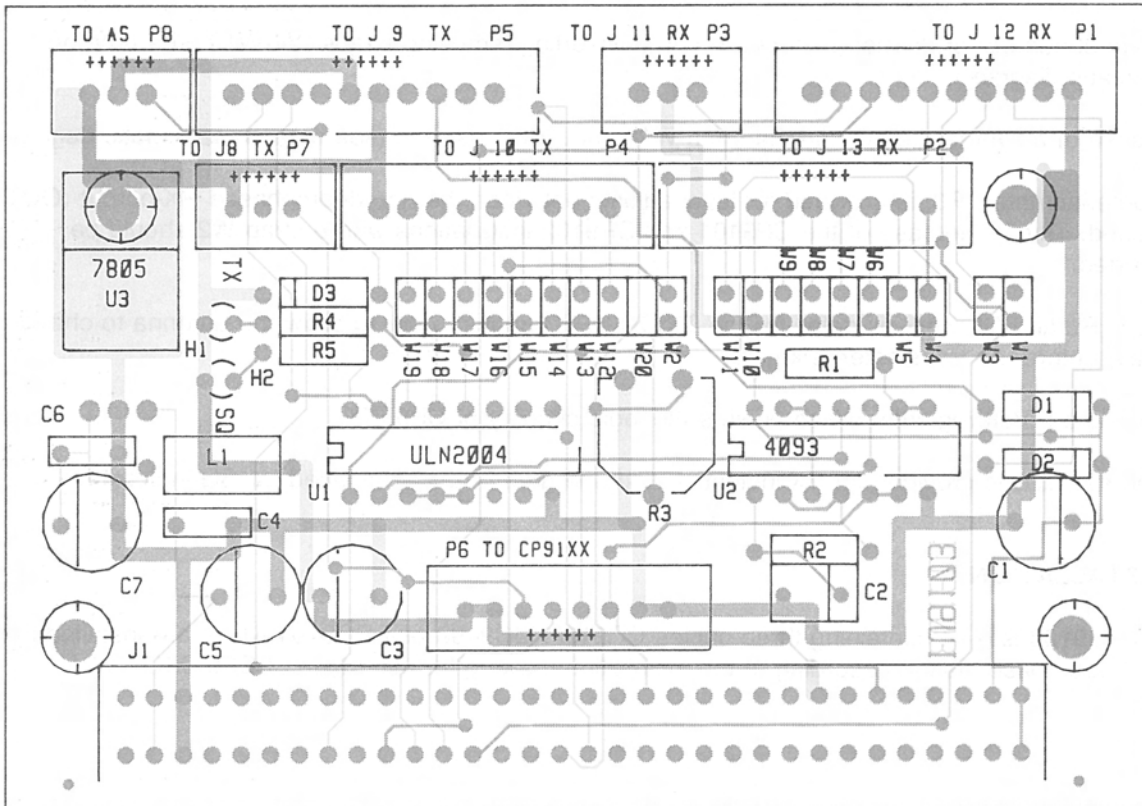 TO AS P8
TO J 9 TX P5
TO J 11 RX P3
TO J 12 RX P1
TO J8 TX P7
TO J 10 TX P4
TO J 13 RX P2
7805
U3
TX
D3
R4
R5
H1
H2
SQ
W19
W18
W17
W16
W15
W14
W13
W12
W20
W2
W9
W8
W7
W6
W11
W10
W5
W4
W3
W1
R1
D1
D2
C6
L1
ULN2004
U1
4093
U2
R3
C4
C7
P6 TO CP91XX
R2
C2
C1
C5
C3
J1